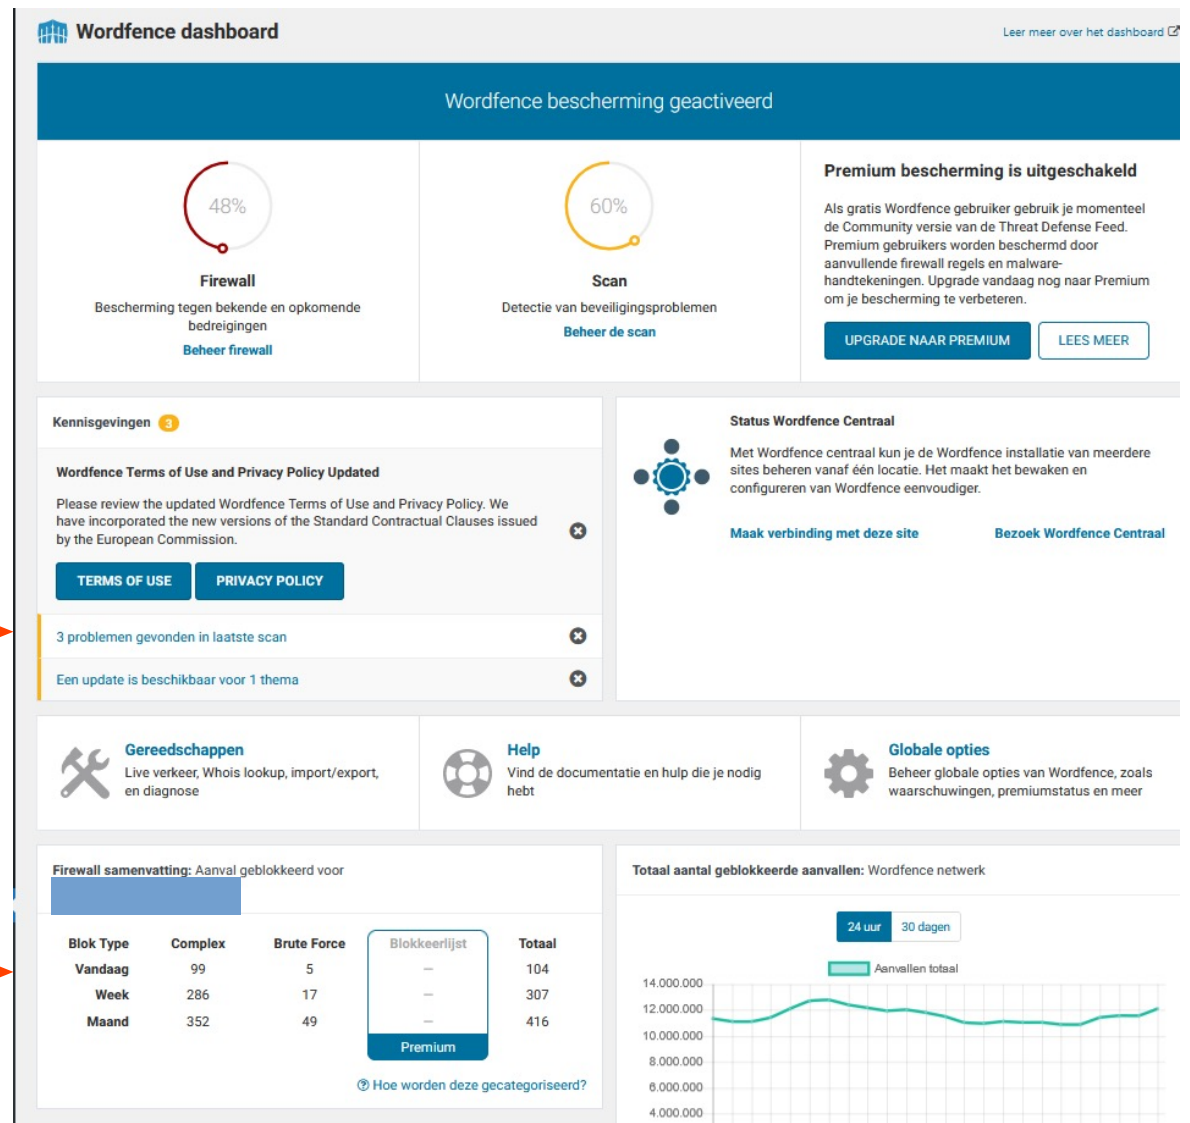 Wordfence dashboard
Leer meer over het dashboard
Wordfence bescherming geactiveerd
48%
Firewall
Bescherming tegen bekende en opkomende
bedreigingen
Beheer firewall
60%
Scan
Detectie van beveiligingsproblemen
Beheer de scan
Premium bescherming is uitgeschakeld
Als gratis Wordfence gebruiker gebruik je momenteel
de Community versie van de Threat Defense Feed.
Premium gebruikers worden beschermd door
aanvullende firewall regels en malware-
handtekeningen. Upgrade vandaag nog naar Premium
om je bescherming te verbeteren.
UPGRADE NAAR PREMIUM
LEES MEER
Kennisgevingen 3
Wordfence Terms of Use and Privacy Policy Updated
Please review the updated Wordfence Terms of Use and Privacy Policy. We
have incorporated the new versions of the Standard Contractual Clauses issued
by the European Commission.
TERMS OF USE
PRIVACY POLICY
3 problemen gevonden in laatste scan
Een update is beschikbaar voor 1 thema
Status Wordfence Centraal
Met Wordfence centraal kun je de Wordfence installatie van meerdere
sites beheren vanaf één locatie. Het maakt het bewaken en
configureren van Wordfence eenvoudiger.
Maak verbinding met deze site
Bezoek Wordfence Centraal
Gereedschappen
Live verkeer, Whois lookup, import/export,
en diagnose
Help
Vind de documentatie en hulp die je nodig
hebt
Globale opties
Beheer globale opties van Wordfence, zoals
waarschuwingen, premiumstatus en meer
Firewall samenvatting: Aanval geblokkeerd voor
Blok Type Complex Brute Force Blokkeerlijst Totaal
Vandaag 99 5 – 104
Week 286 17 – 307
Maand 352 49 – 416
Premium
Hoe worden deze gecategoriseerd?
Totaal aantal geblokkeerde aanvallen: Wordfence netwerk
24 uur
30 dagen
Aanvallen totaal
14.000.000
12.000.000
10.000.000
8.000.000
6.000.000
4.000.000